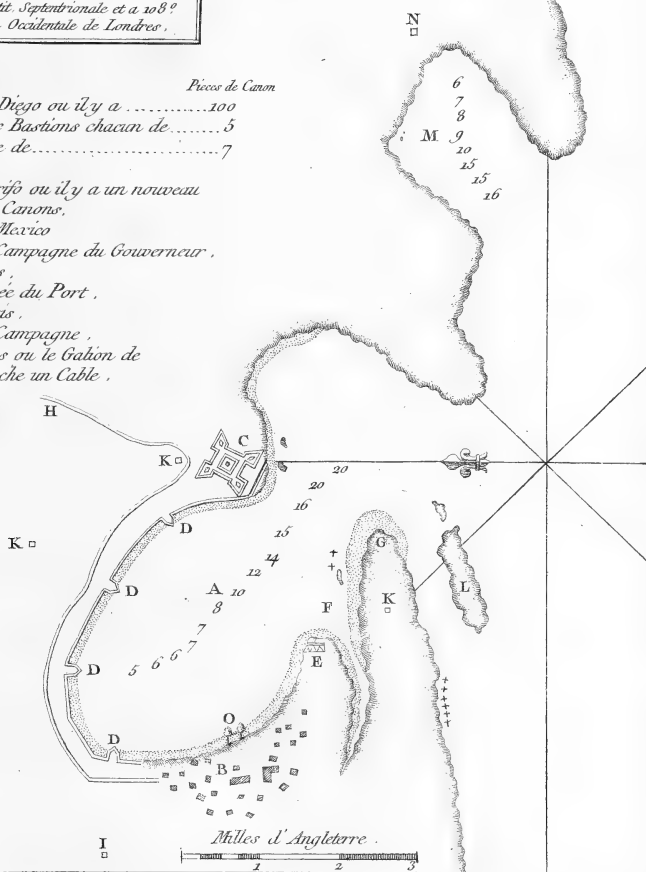 tit. Septentrionale et a 108.º
Occidentale de Londres.
Pieces de Canon
Diego ou il y a ............ 100
Bastions chacun de ....... 5
de ........................ 7
rifo ou il y a un nouveau
Canons,
Mexico
Campagne du Gouverneur,
s,
ée du Port,
is,
Campagne,
s ou le Galion de
che un Cable.
N
6
7
8
M 9
10
15
15
16
H
C
K
20
20
16
D
15
K
G
14
12
D
A 10
8
L
K
F
7
7
6
6
5
D
E
O
D
B
I
Milles d'Angleterre.
1 2 3